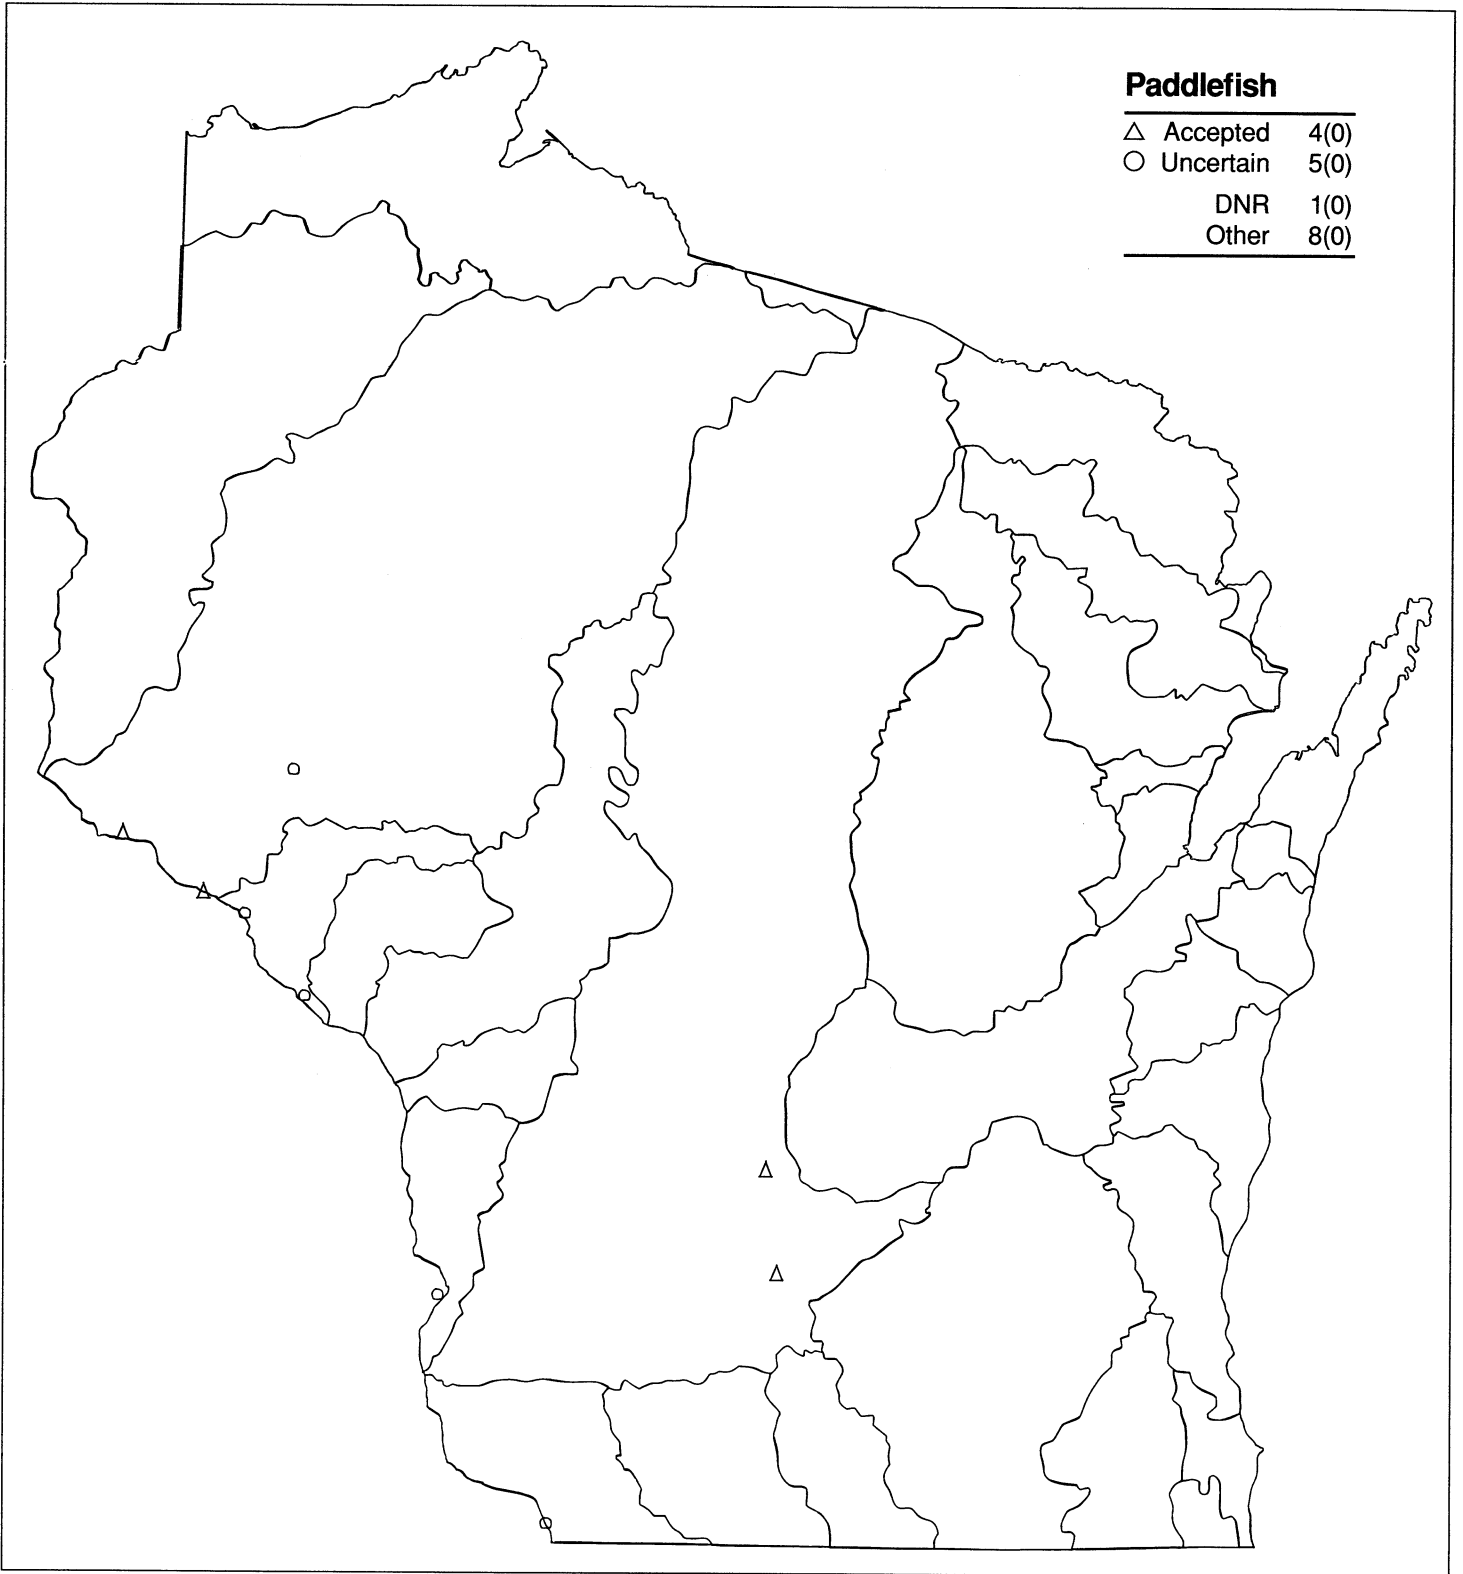 Paddlefish
△ Accepted 4(0)
○ Uncertain 5(0)
DNR 1(0)
Other 8(0)